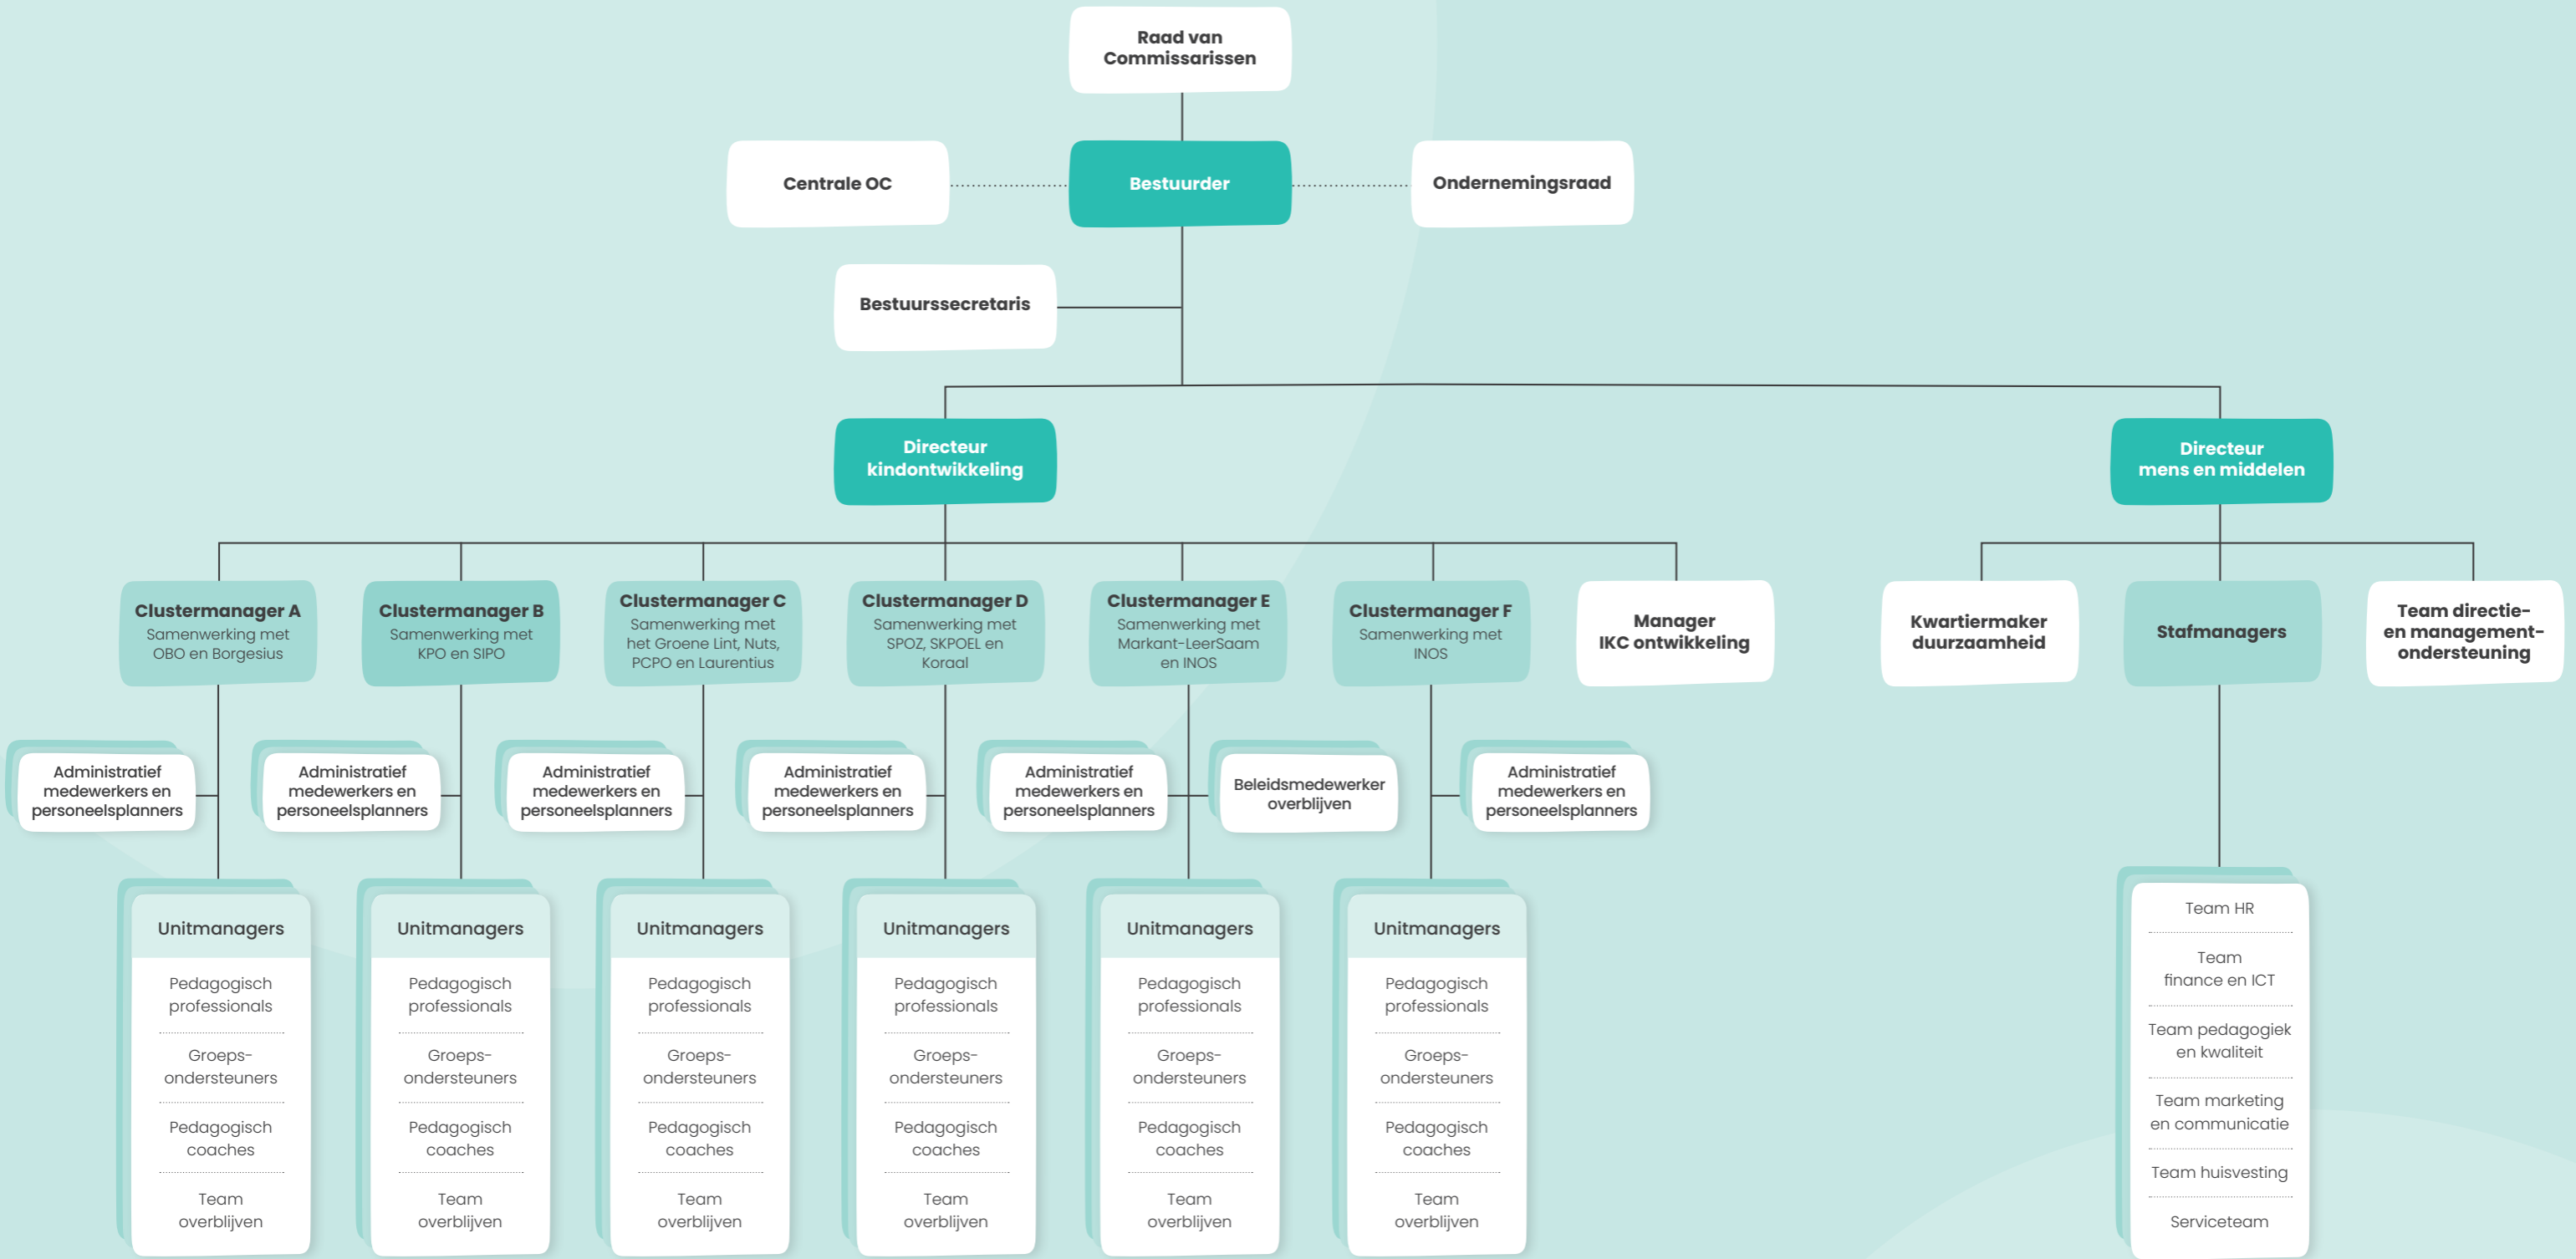 Raad van
Commissarissen
Centrale OC
Bestuurder
Ondernemingsraad
Bestuurssecretaris
Directeur
kindontwikkeling
Directeur
mens en middelen
Clustermanager A
Samenwerking met
OBO en Borgesius
Clustermanager B
Samenwerking met
KPO en SIPO
Clustermanager C
Samenwerking met
het Groene Lint, Nuts,
PCPO en Laurentius
Clustermanager D
Samenwerking met
SPOZ, SKPOEL en
Koraal
Clustermanager E
Samenwerking met
Markant-LeerSaam
en INOS
Clustermanager F
Samenwerking met
INOS
Manager
IKC ontwikkeling
Kwartiermaker
duurzaamheid
Stafmanagers
Team directie-
en management-
ondersteuning
Administratief
medewerkers en
personeelsplanners
Administratief
medewerkers en
personeelsplanners
Administratief
medewerkers en
personeelsplanners
Administratief
medewerkers en
personeelsplanners
Administratief
medewerkers en
personeelsplanners
Beleidsmedewerker
overblijven
Administratief
medewerkers en
personeelsplanners
Unitmanagers
Pedagogisch
professionals
Groeps-
ondersteuners
Pedagogisch
coaches
Team
overblijven
Unitmanagers
Pedagogisch
professionals
Groeps-
ondersteuners
Pedagogisch
coaches
Team
overblijven
Unitmanagers
Pedagogisch
professionals
Groeps-
ondersteuners
Pedagogisch
coaches
Team
overblijven
Unitmanagers
Pedagogisch
professionals
Groeps-
ondersteuners
Pedagogisch
coaches
Team
overblijven
Unitmanagers
Pedagogisch
professionals
Groeps-
ondersteuners
Pedagogisch
coaches
Team
overblijven
Unitmanagers
Pedagogisch
professionals
Groeps-
ondersteuners
Pedagogisch
coaches
Team
overblijven
Team HR
Team
finance en ICT
Team pedagogiek
en kwaliteit
Team marketing
en communicatie
Team huisvesting
Serviceteam